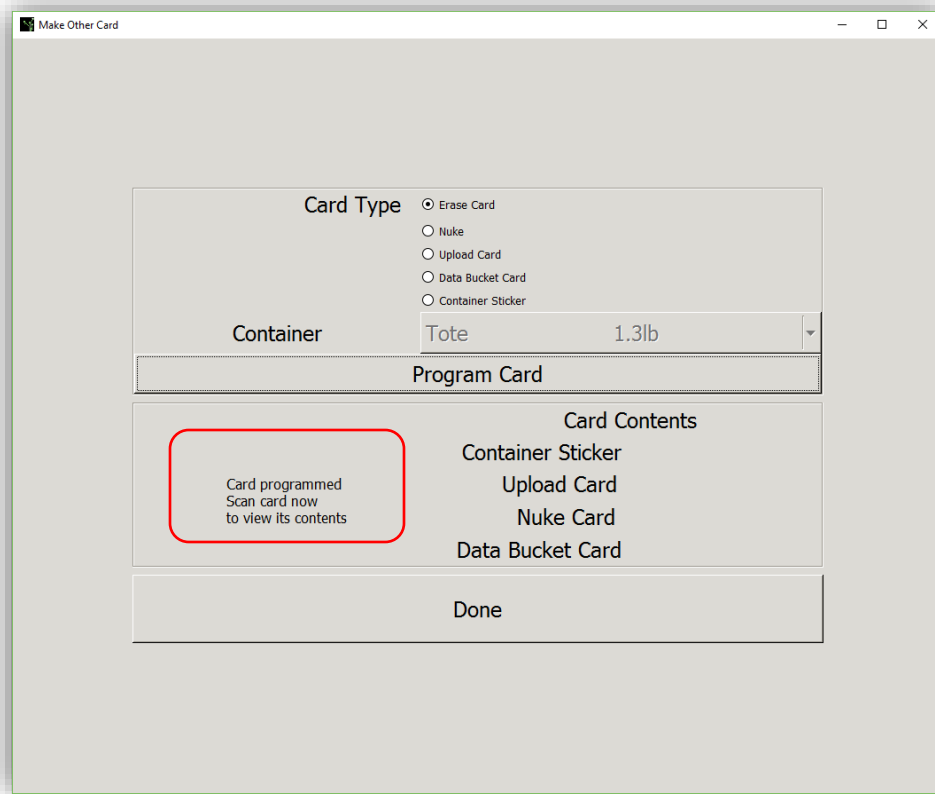 Make Other Card
Card Type
Erase Card
Nuke
Upload Card
Data Bucket Card
Container Sticker
Container
Tote 1.3lb
Program Card
Card Contents
Container Sticker
Upload Card
Nuke Card
Data Bucket Card
Card programmed
Scan card now
to view its contents
Done